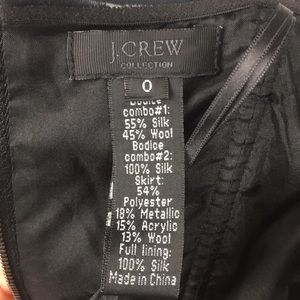 J.CREW
COLLECTION
0
Bodice
combo#1:
55% Silk
45% Wool
Bodice
combo#2:
100% Silk
Skirt:
54%
Polyester
18% Metallic
15% Acrylic
13% Wool
Full lining:
100% Silk
Made in China